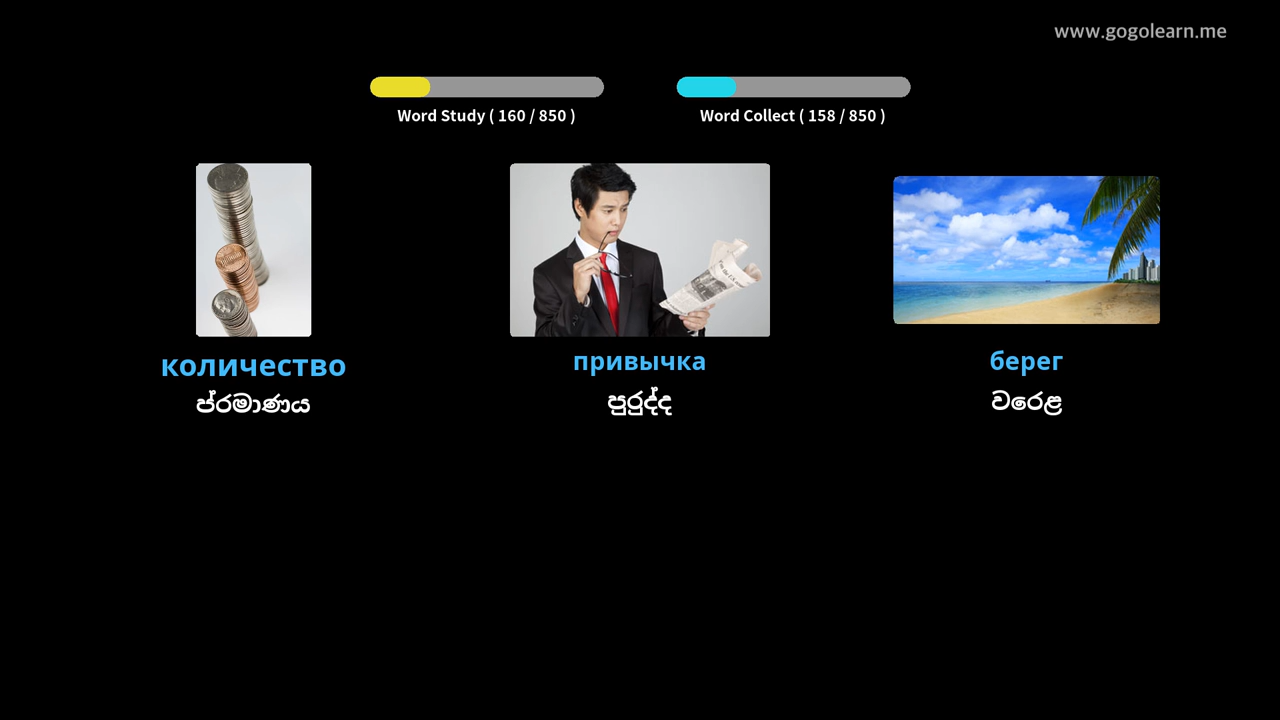 www.gogolearn.me
Word Study ( 160 / 850 )
Word Collect ( 158 / 850 )
количество
ප්රමාණය
привычка
පුරුද්ද
берег
වෙරළ